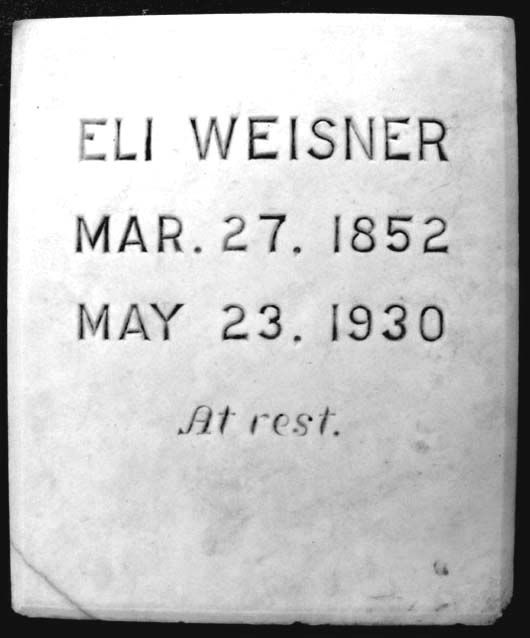 ELI WEISNER
MAR. 27. 1852
MAY 23. 1930
At rest.